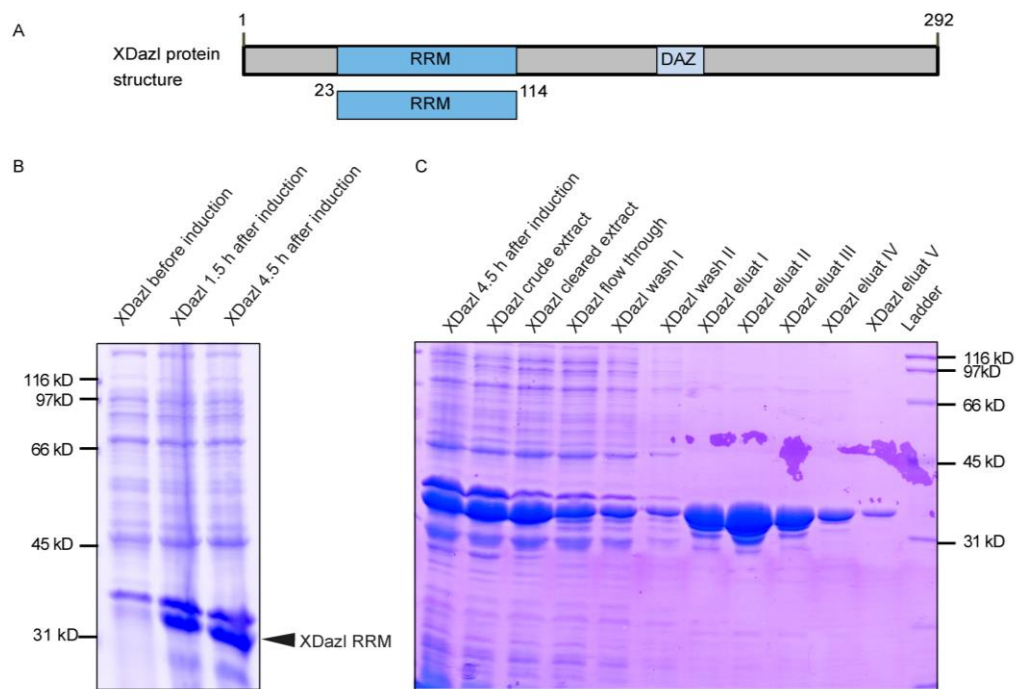 A
1
292
XDazl protein
structure
RRM
DAZ
23
RRM
114
B
XDazl before induction
XDazl 1.5 h after induction
XDazl 4.5 h after induction
116 kD
97kD
66 kD
45 kD
31 kD
XDazl RRM
C
XDazl 4.5 h after induction
XDazl crude extract
XDazl cleared extract
XDazl flow through
XDazl wash I
XDazl wash II
XDazl eluat I
XDazl eluat II
XDazl eluat III
XDazl eluat IV
XDazl eluat V
Ladder
116 kD
97kD
66 kD
45 kD
31 kD